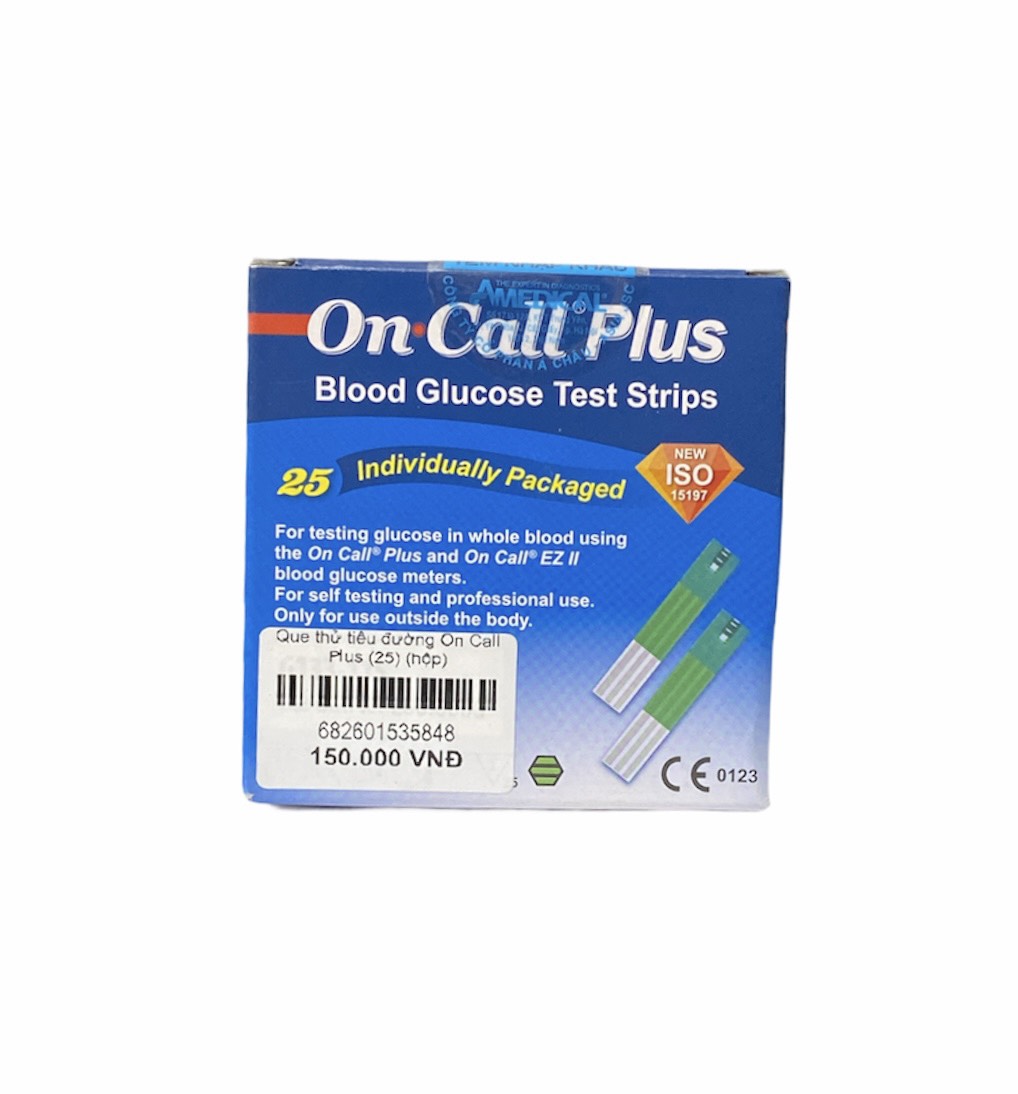 AMEDICAL
On Call® Plus
Blood Glucose Test Strips
25 Individually Packaged
NEW
ISO
15197
For testing glucose in whole blood using
the On Call® Plus and On Call® EZ II
blood glucose meters.
For self testing and professional use.
Only for use outside the body.
Que thử tiểu đường On Call
Plus (25) (hộp)
682601535848
150.000 VNĐ
CE 0123